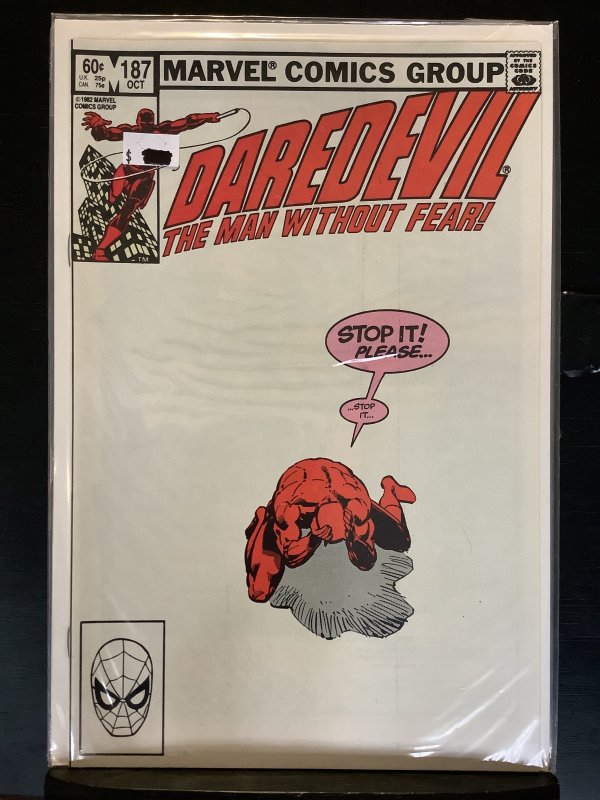 60¢
U.K. 25p
CAN. 75¢
187
OCT
MARVEL® COMICS GROUP
APPROVED
BY THE
COMICS
CODE
©1982 MARVEL
COMICS GROUP
$
DAREDEVIL®
THE MAN WITHOUT FEAR!
TM
STOP IT!
PLEASE...
...STOP
IT...